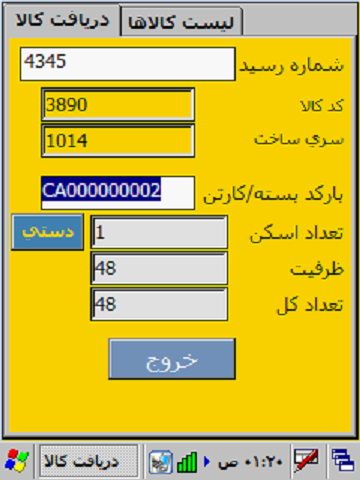 دریافت کالا لیست کالاها
شماره رسید 4345
کد کالا 3890
سري ساخت 1014
بارکد بسته/کارتن CA000000002
تعداد اسکن 1 دستي
ظرفیت 48
تعداد کل 48
خروج
دریافت کالا ۰۱:۲۰ ص